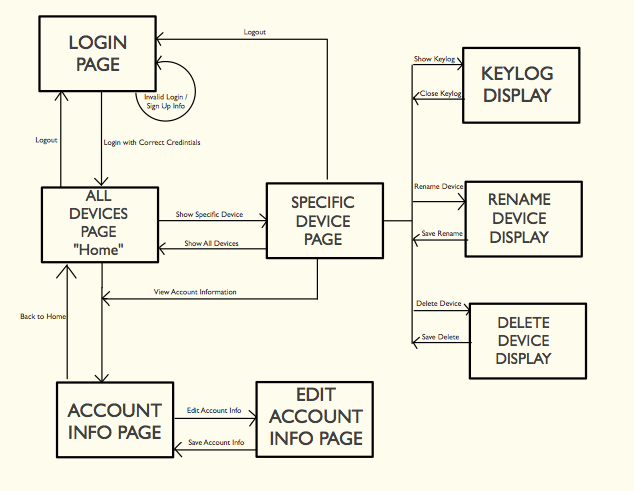 LOGIN
PAGE
Logout
Invalid Login /
Sign Up Info
Logout
Login with Correct Credintials
Show Keylog
KEYLOG
DISPLAY
Close Keylog
ALL
DEVICES
PAGE
"Home"
Show Specific Device
Show All Devices
SPECIFIC
DEVICE
PAGE
Rename Device
Save Rename
RENAME
DEVICE
DISPLAY
View Account Information
Back to Home
Delete Device
Save Delete
DELETE
DEVICE
DISPLAY
ACCOUNT
INFO PAGE
Edit Account Info
Save Account Info
EDIT
ACCOUNT
INFO PAGE